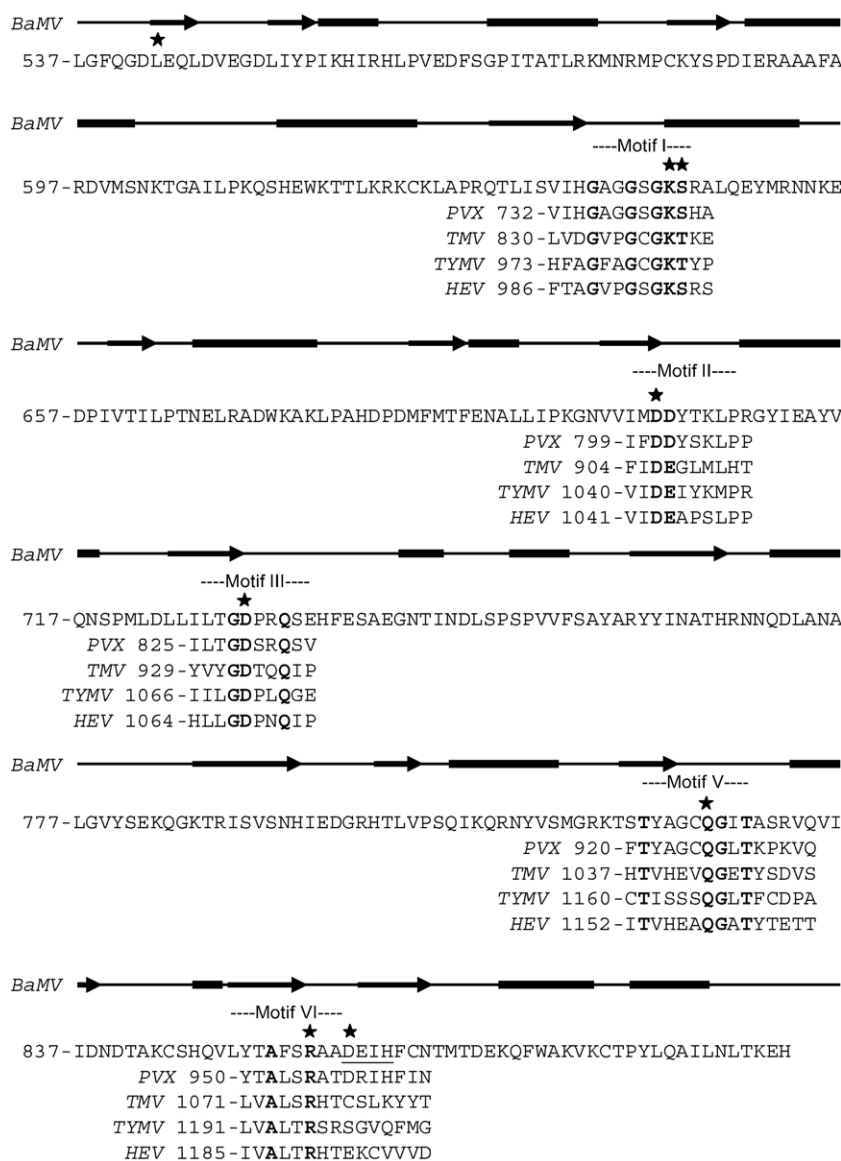 BaMV
537-LGFQGDLEQLDVEGDLIYPIKHIRHLPVEDFSGPITATLRKMNRMPCKYSPDIERAAAFA
BaMV
----Motif I----
597-RDVMSNKTGAILPKQSHEWKTTLKRKCKLAPRQTLISVIHGAGGSGKSRALQEYMRNNKE
PVX 732-VIHGAGGSGKSHA
TMV 830-LVDGVPGCGKTKE
TYMV 973-HFAGFAGCGKTYP
HEV 986-FTAGVPGSGKSRS
BaMV
----Motif II----
657-DPIVTILPTNELRADWKAKLPAHDPDMFMTFENALLIPKGNVVIMDDYTKLPRGYIEAYV
PVX 799-IFDDYSKLPP
TMV 904-FIDEGLMLHT
TYMV 1040-VIDEIYKMPR
HEV 1041-VIDEAPSLPP
BaMV
----Motif III----
717-QNSPMLDLLILTGDPRQSEHFESAEGNTINDLSPSPVVFSAYARYYINATHRNNQDLANA
PVX 825-ILTGDSRQSV
TMV 929-YVYGDTQQIP
TYMV 1066-IILGDPLQGE
HEV 1064-HLLGDPNQIP
BaMV
----Motif V----
777-LGVYSEKQGKTRISVSNHIEDGRHTLVPSQIKQRNYVSMGRKTSTYAGCQGITASRVQVI
PVX 920-FTYAGCQGLTKPKVQ
TMV 1037-HTVHEVQGETYSDVS
TYMV 1160-CTISSSQGLTFCDPA
HEV 1152-ITVHEAQGATYTETT
BaMV
----Motif VI----
837-IDNDTAKCSHQVLYTAFSRAADEIHFCNTMTDEKQFWAKVKCTPYLQAILNLTKEH
PVX 950-YTALSRATDRIHFIN
TMV 1071-LVALSRHTCSLKYYT
TYMV 1191-LVALTRSRSGVQFMG
HEV 1185-IVALTRHTEKCVVVD